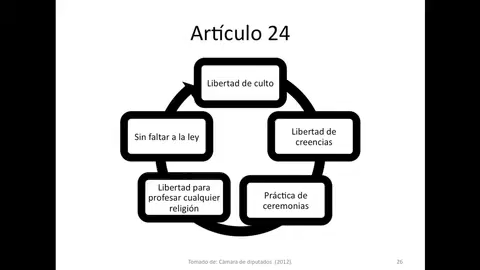 Artículo 24
Libertad de culto
Libertad de
creencias
Práctica de
ceremonias
Libertad para
profesar cualquier
religión
Sin faltar a la ley
Tomado de: Cámara de diputados (2012)
26